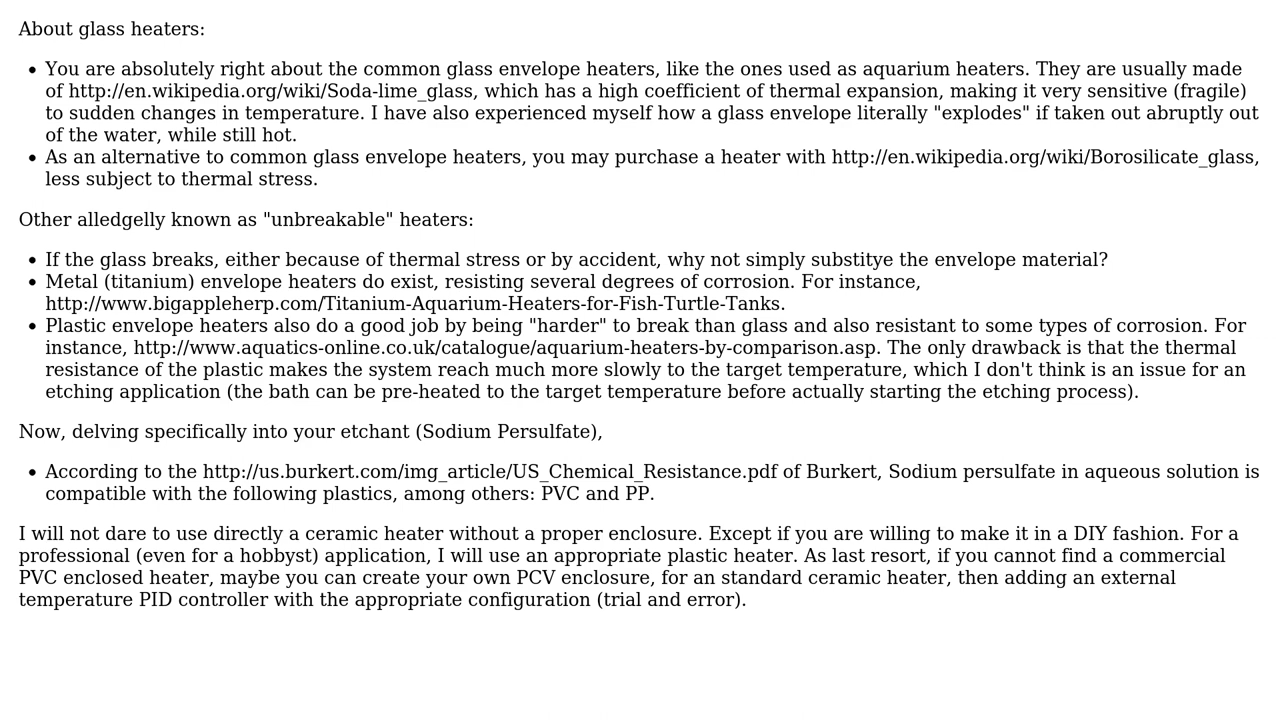 About glass heaters:
• You are absolutely right about the common glass envelope heaters, like the ones used as aquarium heaters. They are usually made
of http://en.wikipedia.org/wiki/Soda-lime_glass, which has a high coefficient of thermal expansion, making it very sensitive (fragile)
to sudden changes in temperature. I have also experienced myself how a glass envelope literally "explodes" if taken out abruptly out
of the water, while still hot.
• As an alternative to common glass envelope heaters, you may purchase a heater with http://en.wikipedia.org/wiki/Borosilicate_glass,
less subject to thermal stress.
Other alledgelly known as "unbreakable" heaters:
• If the glass breaks, either because of thermal stress or by accident, why not simply substitye the envelope material?
• Metal (titanium) envelope heaters do exist, resisting several degrees of corrosion. For instance,
http://www.bigappleherp.com/Titanium-Aquarium-Heaters-for-Fish-Turtle-Tanks.
• Plastic envelope heaters also do a good job by being "harder" to break than glass and also resistant to some types of corrosion. For
instance, http://www.aquatics-online.co.uk/catalogue/aquarium-heaters-by-comparison.asp. The only drawback is that the thermal
resistance of the plastic makes the system reach much more slowly to the target temperature, which I don't think is an issue for an
etching application (the bath can be pre-heated to the target temperature before actually starting the etching process).
Now, delving specifically into your etchant (Sodium Persulfate),
• According to the http://us.burkert.com/img_article/US_Chemical_Resistance.pdf of Burkert, Sodium persulfate in aqueous solution is
compatible with the following plastics, among others: PVC and PP.
I will not dare to use directly a ceramic heater without a proper enclosure. Except if you are willing to make it in a DIY fashion. For a
professional (even for a hobbyst) application, I will use an appropriate plastic heater. As last resort, if you cannot find a commercial
PVC enclosed heater, maybe you can create your own PCV enclosure, for an standard ceramic heater, then adding an external
temperature PID controller with the appropriate configuration (trial and error).